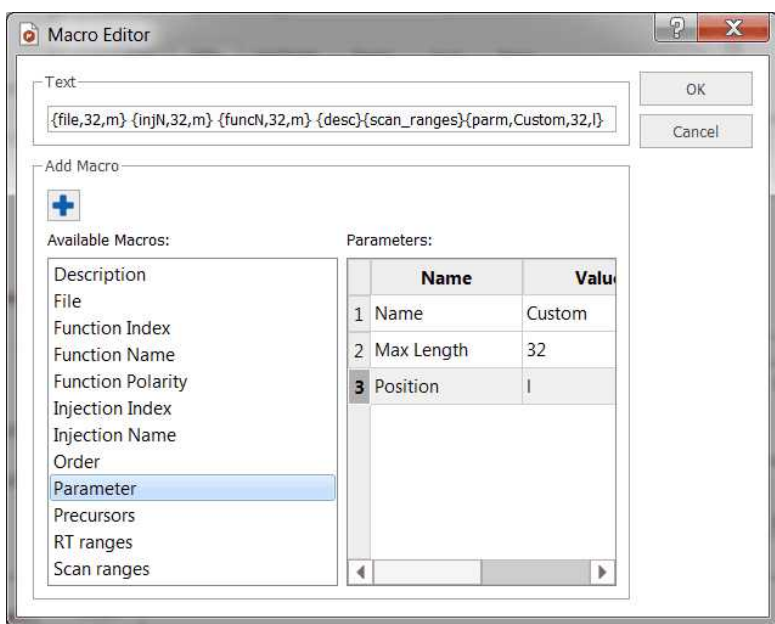 Macro Editor
Text
{file,32,m} {injN,32,m} {funcN,32,m} {desc}{scan_ranges}{parm,Custom,32,l}
OK
Cancel
Add Macro
Available Macros:
Parameters:
Description
File
Function Index
Function Name
Function Polarity
Injection Index
Injection Name
Order
Parameter
Precursors
RT ranges
Scan ranges
Name Valu
1 Name Custom
2 Max Length 32
3 Position l